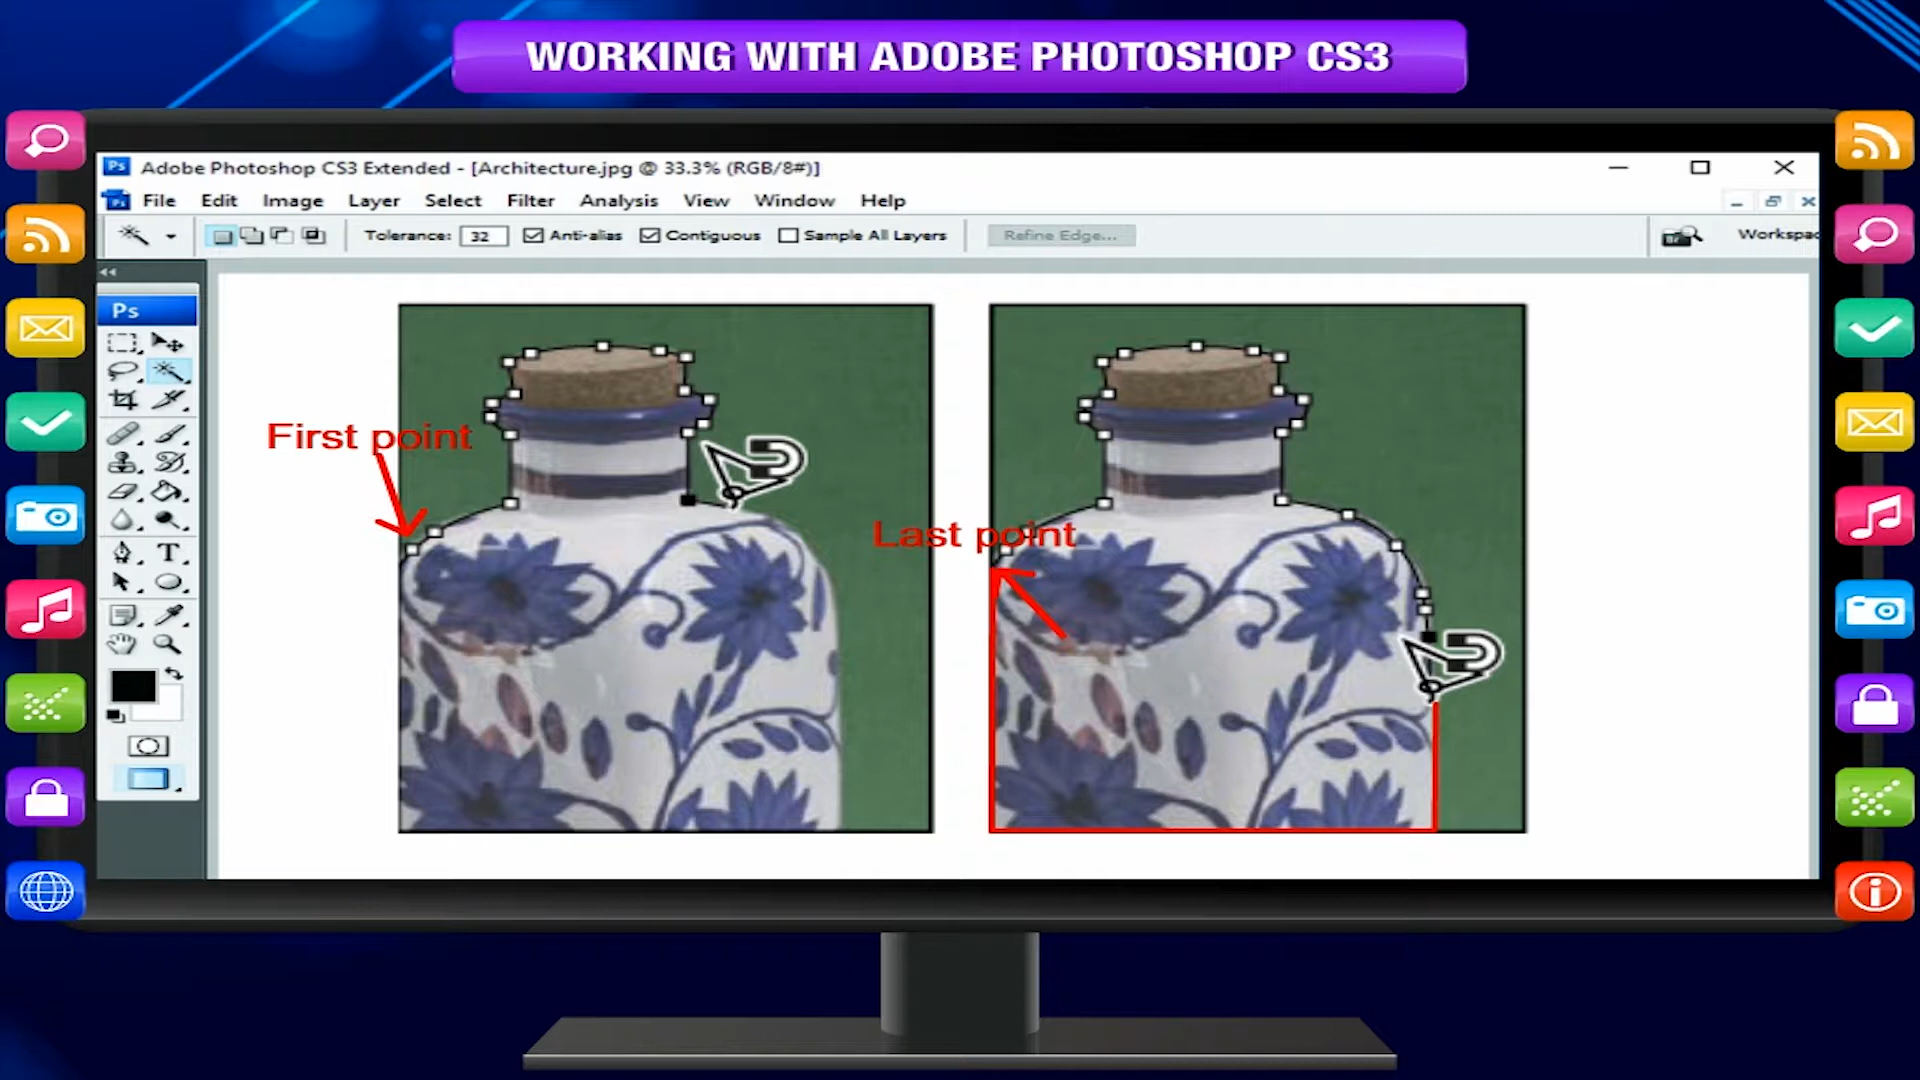 WORKING WITH ADOBE PHOTOSHOP CS3
Ps Adobe Photoshop CS3 Extended - [Architecture.jpg @ 33.3% (RGB/8#)]
File Edit Image Layer Select Filter Analysis View Window Help
Tolerance: 32 Anti-alias Contiguous Sample All Layers Refine Edge... Workspac
Ps
First point
Last point